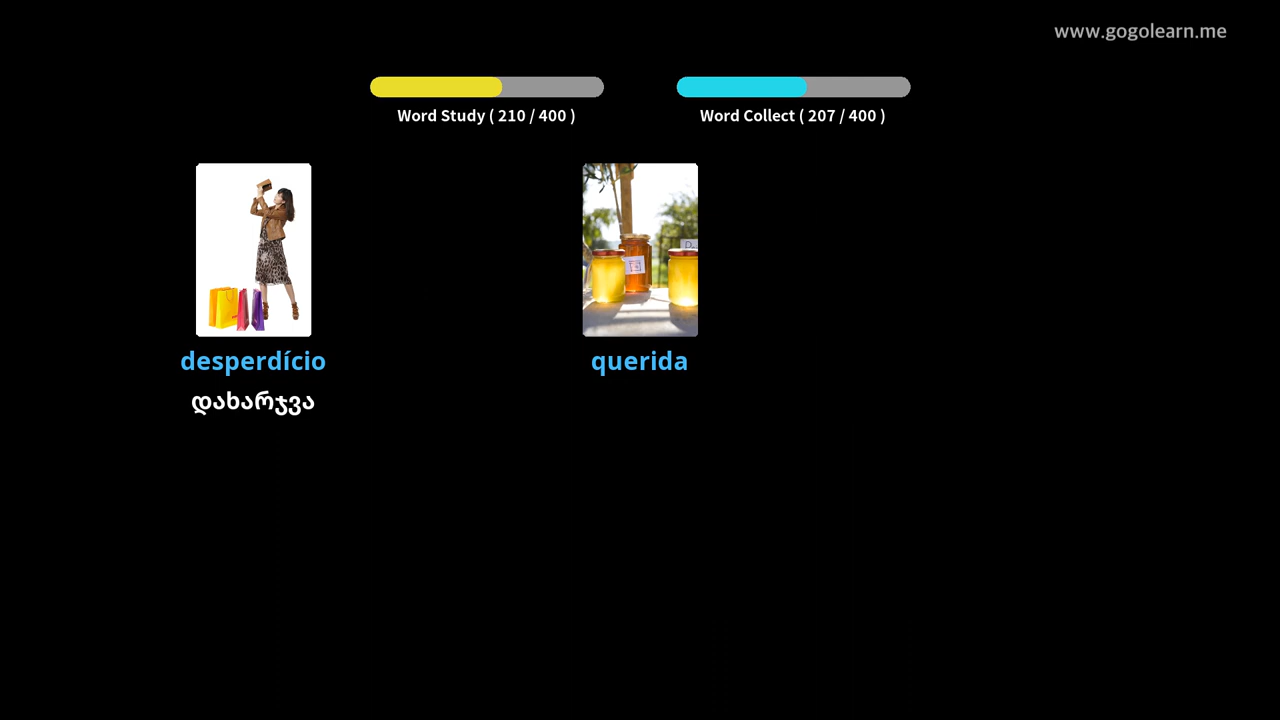 www.gogolearn.me
Word Study ( 210 / 400 )
Word Collect ( 207 / 400 )
desperdício
querida
დახარჯვა